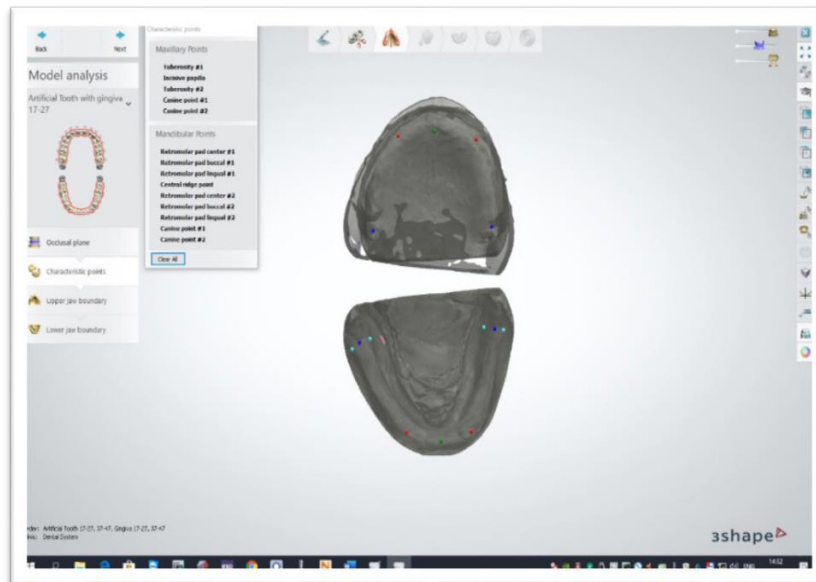 Back
Next
Model analysis
Artificial Tooth with gingiva
17-27
Occlusal plane
Characteristic points
Upper jaw boundary
Lower jaw boundary
Characteristic points
Maxillary Points
Tuberosity #1
Incisive papilla
Tuberosity #2
Canine point #1
Canine point #2
Mandibular Points
Retromolar pad center #1
Retromolar pad buccal #1
Retromolar pad lingual #1
Central ridge point
Retromolar pad center #2
Retromolar pad buccal #2
Retromolar pad lingual #2
Canine point #1
Canine point #2
Clear All
Artificial Tooth 17-27, 37-47, Gingiva 17-27, 37-47
Dental System
3shape
ENG
14:52